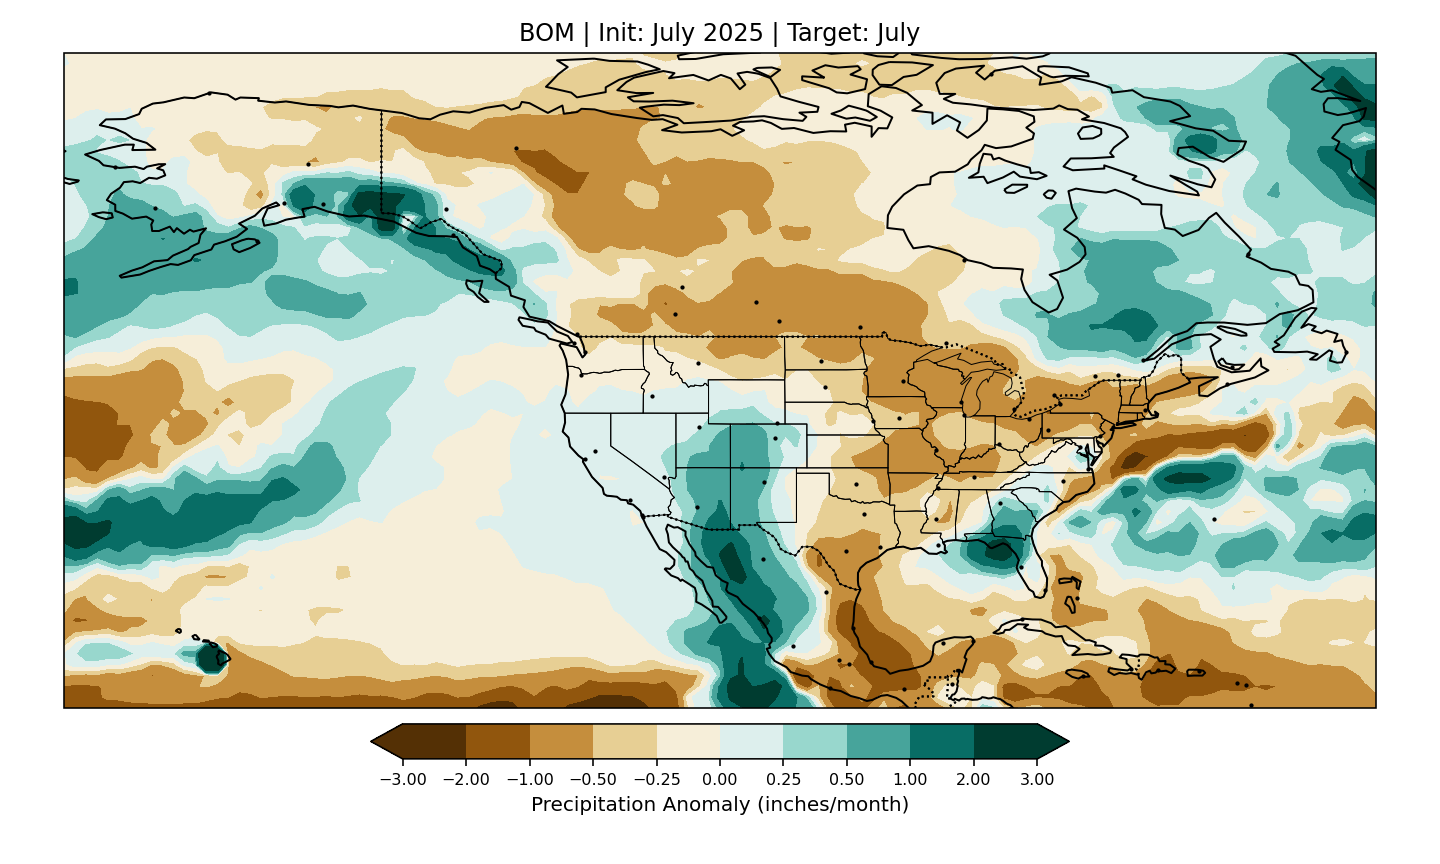 BOM | Init: July 2025 | Target: July
−3.00 −2.00 −1.00 −0.50 −0.25 0.00 0.25 0.50 1.00 2.00 3.00
Precipitation Anomaly (inches/month)